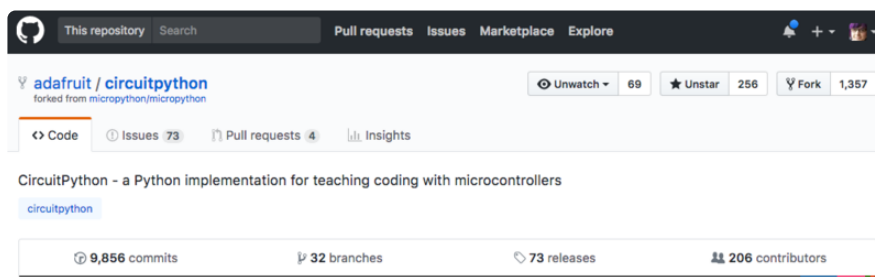 This repository Search Pull requests Issues Marketplace Explore
adafruit / circuitpython Unwatch 69 Unstar 256 Fork 1,357
forked from micropython/micropython
Code Issues 73 Pull requests 4 Insights
CircuitPython - a Python implementation for teaching coding with microcontrollers
circuitpython
9,856 commits 32 branches 73 releases 206 contributors